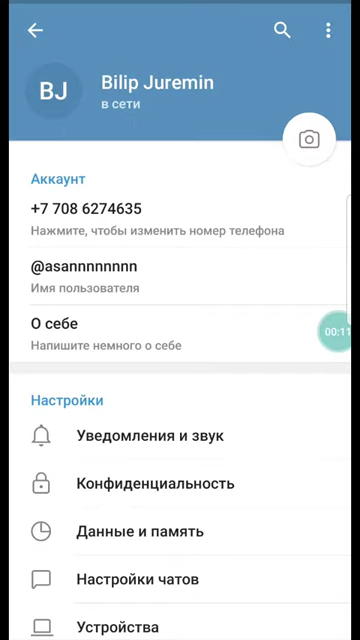 BJ
Bilip Juremin
в сети
Аккаунт
+7 708 6274635
Нажмите, чтобы изменить номер телефона
@asannnnnnnn
Имя пользователя
О себе
Напишите немного о себе
00:11
Настройки
Уведомления и звук
Конфиденциальность
Данные и память
Настройки чатов
Устройства